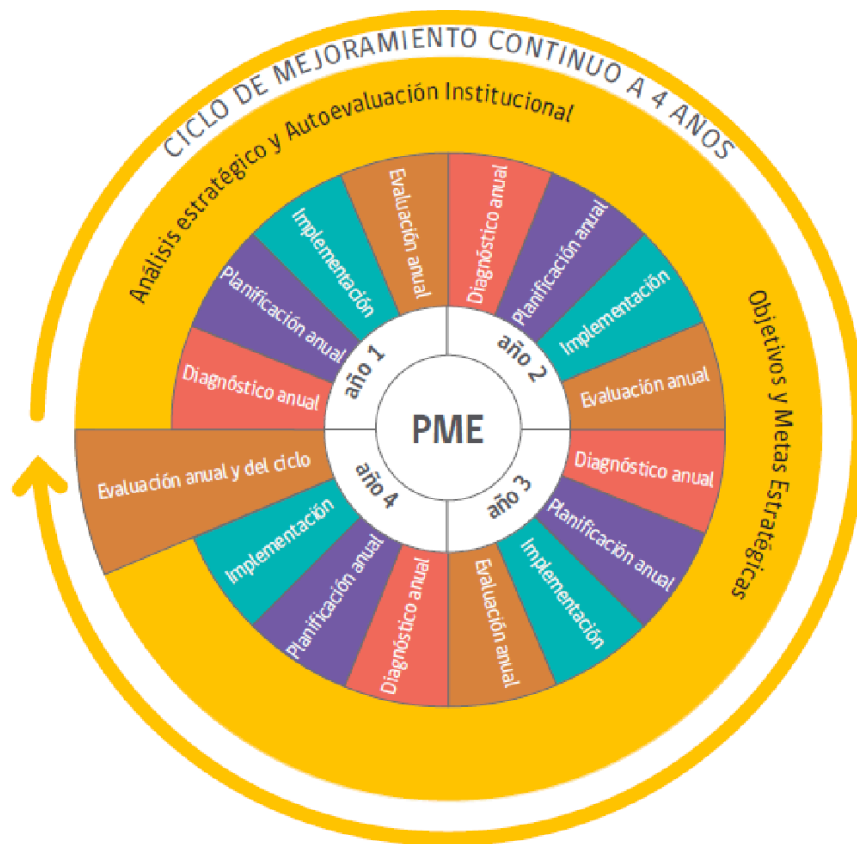 CICLO DE MEJORAMIENTO CONTINUO A 4 ANOS
Análisis estratégico y Autoevaluación Institucional
Objetivos y Metas Estratégicas
PME
año 1
Diagnóstico anual
Planificación anual
Implementación
Evaluación anual
año 2
Diagnóstico anual
Planificación anual
Implementación
Evaluación anual
año 3
Diagnóstico anual
Planificación anual
Implementación
Evaluación anual
año 4
Diagnóstico anual
Planificación anual
Implementación
Evaluación anual y del ciclo